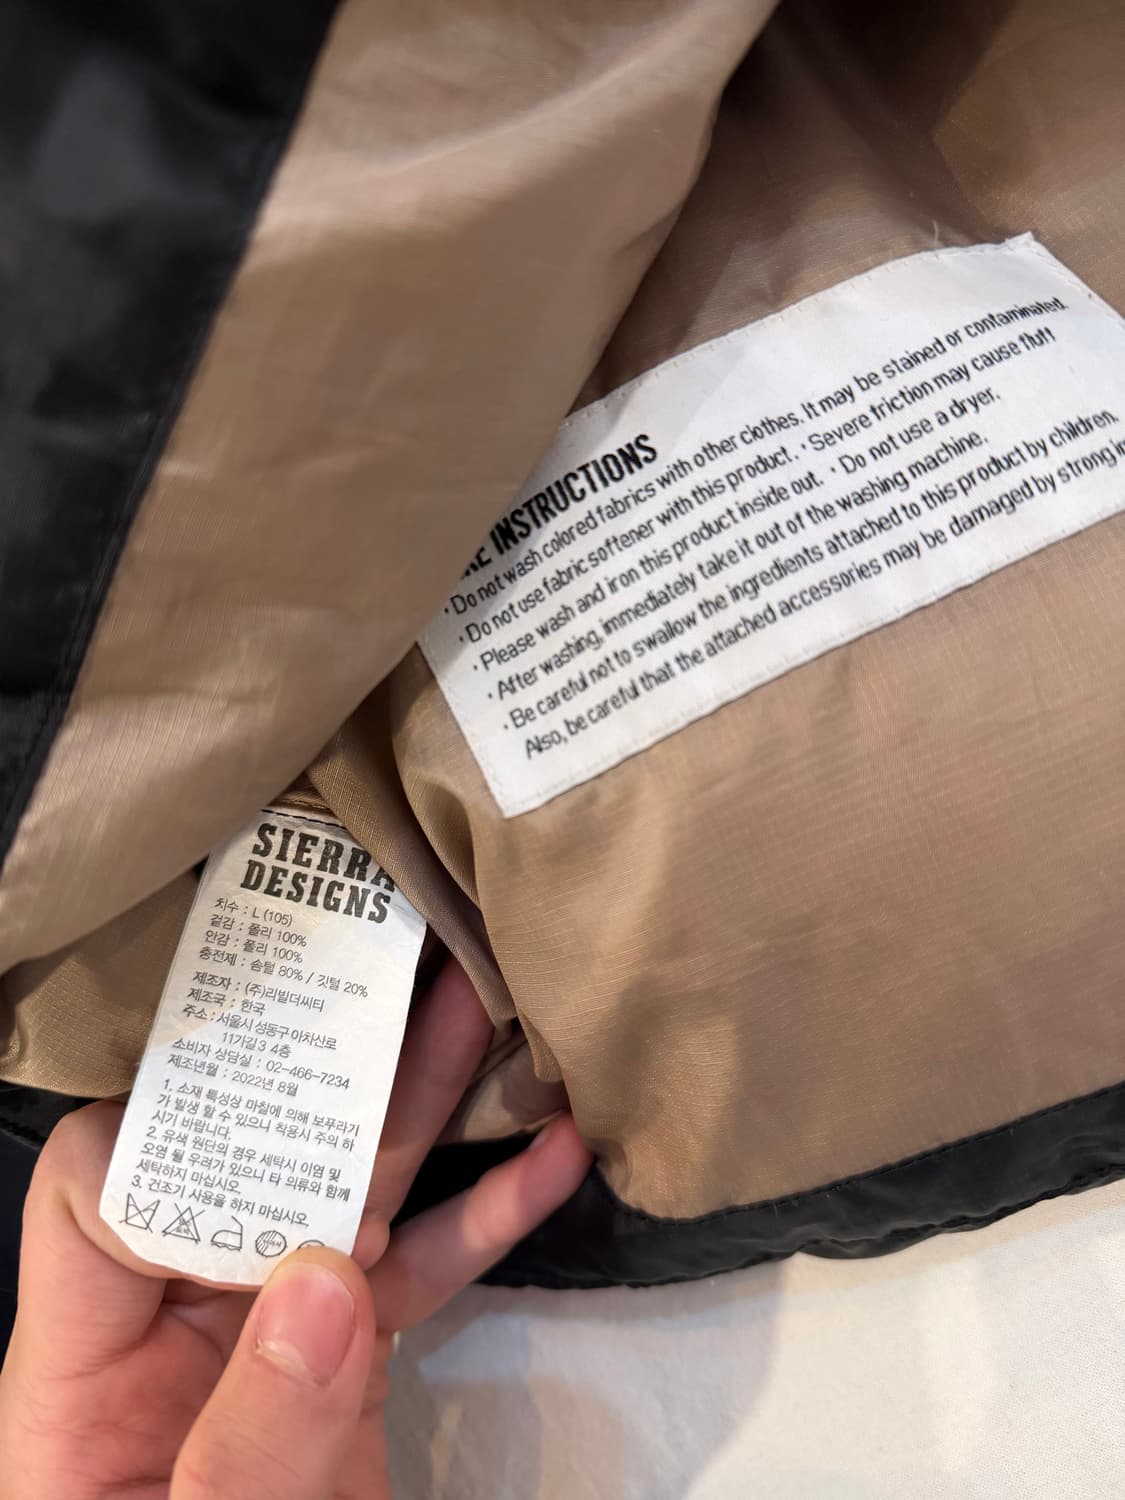 INSTRUCTIONS
· Do not wash colored fabrics with other clothes. It may be stained or contaminated.
· Do not use fabric softener with this product. · Severe friction may cause fluff
· Please wash and iron this product inside out. · Do not use a dryer.
· After washing, immediately take it out of the washing machine.
· Be careful not to swallow the ingredients attached to this product by children.
Also, be careful that the attached accessories may be damaged by strong
SIERRA
DESIGNS
치수 : L (105)
겉감 : 폴리 100%
안감 : 폴리 100%
충전제 : 솜털 80% / 깃털 20%
제조자 : (주)리빌더씨티
제조국 : 한국
주소 : 서울시 성동구 아차산로
11가길 3 4층
소비자 상담실 : 02-466-7234
제조년월 : 2022년 8월
1. 소재 특성상 마찰에 의해 보푸라기
가 발생 할 수 있으니 착용시 주의 하
시기 바랍니다.
2. 유색 원단의 경우 세탁시 이염 및
오염 될 우려가 있으니 타 의류와 함께
세탁하지 마십시오.
3. 건조기 사용을 하지 마십시오.